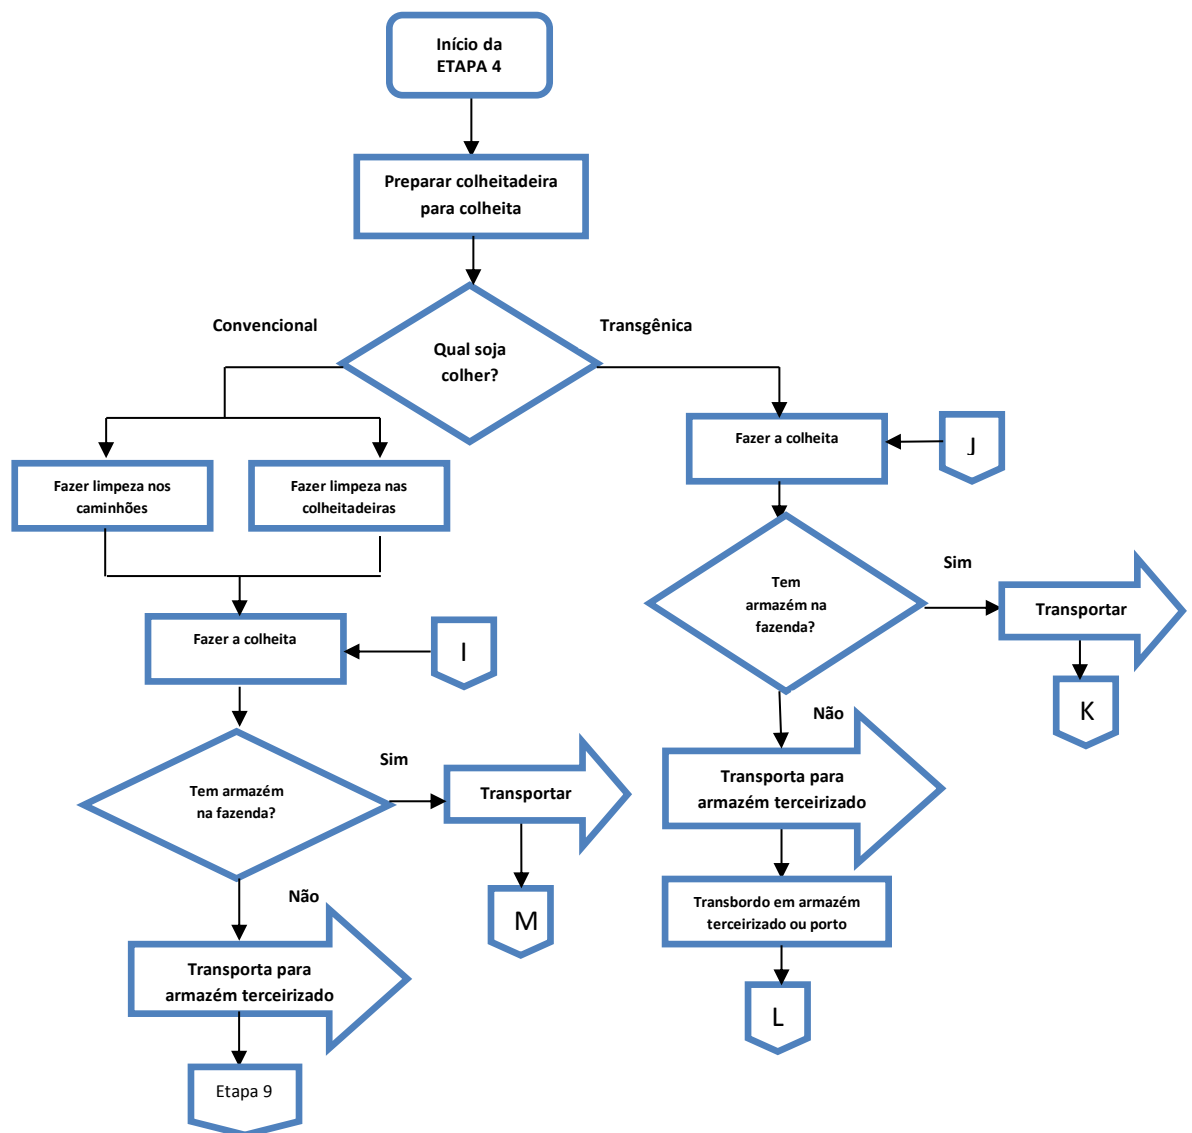 Início da
ETAPA 4
Preparar colheitadeira
para colheita
Convencional
Transgênica
Qual soja
colher?
Fazer limpeza nos
caminhões
Fazer limpeza nas
colheitadeiras
Fazer a colheita
J
Fazer a colheita
I
Tem
armazém na
fazenda?
Sim
Transportar
K
Não
Tem armazém
na fazenda?
Sim
Transportar
M
Transporta para
armazém terceirizado
Transbordo em armazém
terceirizado ou porto
L
Não
Transporta para
armazém terceirizado
Etapa 9